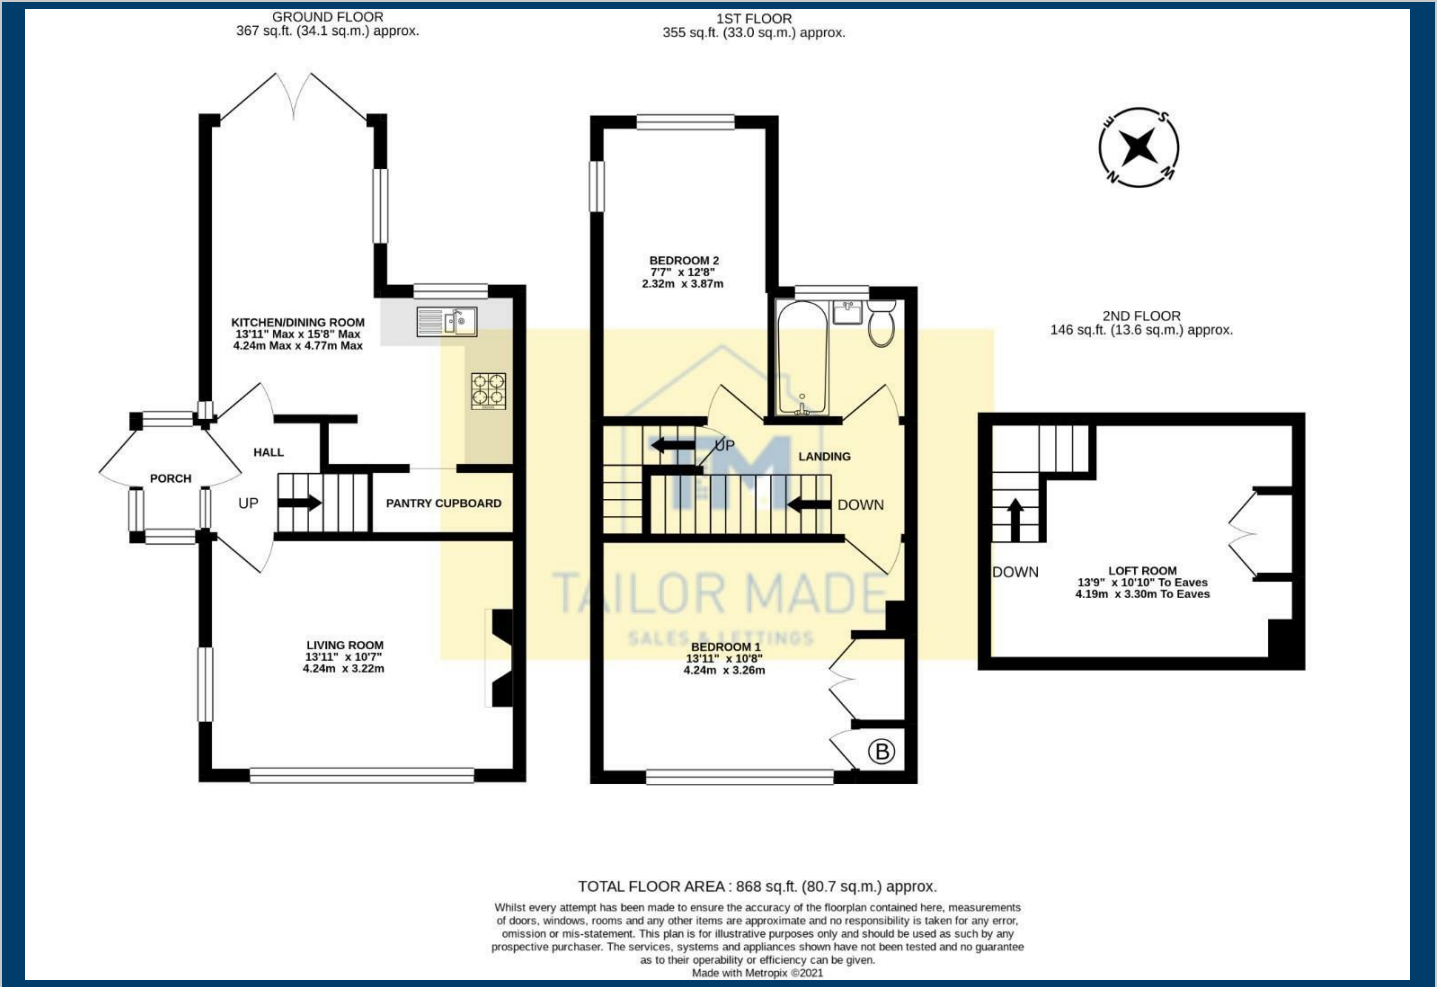 GROUND FLOOR
367 sq.ft. (34.1 sq.m.) approx.
1ST FLOOR
355 sq.ft. (33.0 sq.m.) approx.
E
S
N
W
2ND FLOOR
146 sq.ft. (13.6 sq.m.) approx.
KITCHEN/DINING ROOM
13'11" Max x 15'8" Max
4.24m Max x 4.77m Max
HALL
PORCH
UP
PANTRY CUPBOARD
LIVING ROOM
13'11" x 10'7"
4.24m x 3.22m
BEDROOM 2
7'7" x 12'8"
2.32m x 3.87m
UP
LANDING
DOWN
BEDROOM 1
13'11" x 10'8"
4.24m x 3.26m
B
DOWN
LOFT ROOM
13'9" x 10'10" To Eaves
4.19m x 3.30m To Eaves
TM
TAILOR MADE
SALES & LETTINGS
TOTAL FLOOR AREA : 868 sq.ft. (80.7 sq.m.) approx.
Whilst every attempt has been made to ensure the accuracy of the floorplan contained here, measurements
of doors, windows, rooms and any other items are approximate and no responsibility is taken for any error,
omission or mis-statement. This plan is for illustrative purposes only and should be used as such by any
prospective purchaser. The services, systems and appliances shown have not been tested and no guarantee
as to their operability or efficiency can be given.
Made with Metropix ©2021